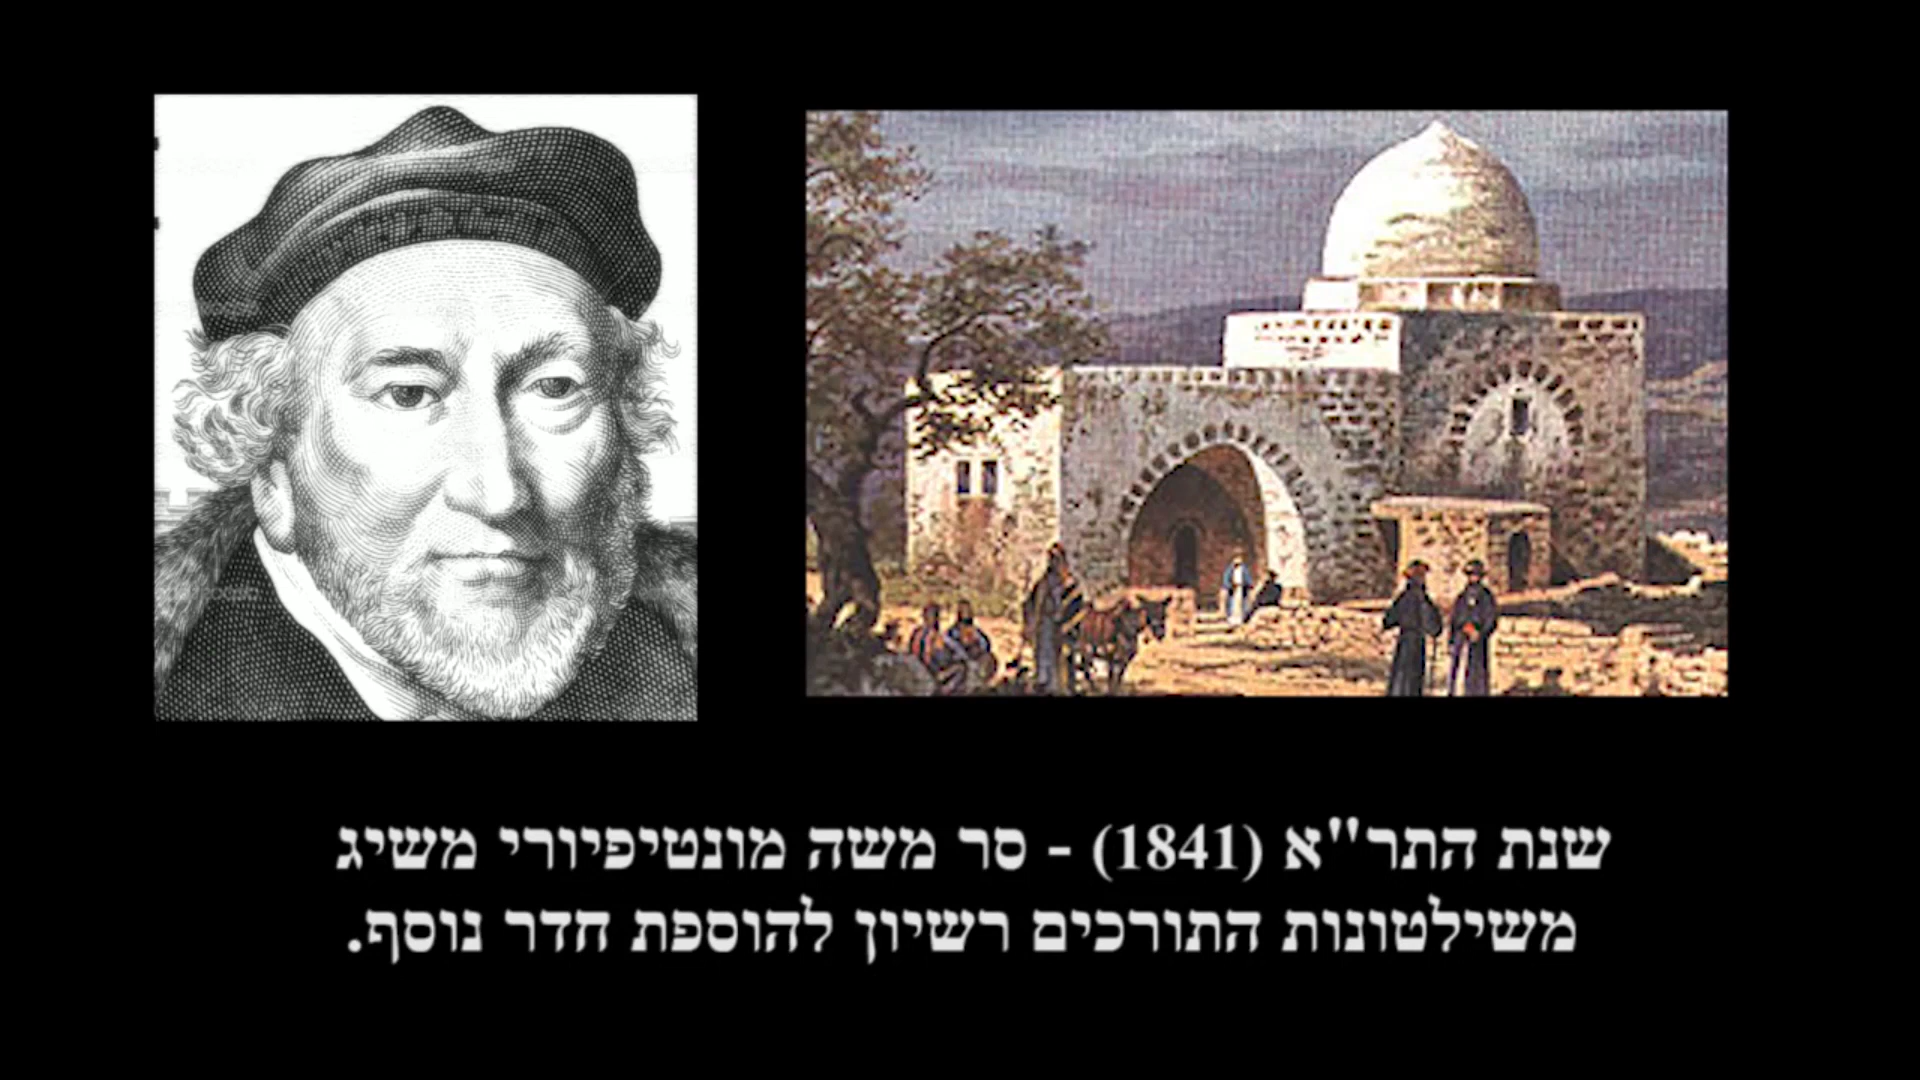 שנת התר"א (1841) - סר משה מונטיפיורי משיג
משילטונות התורכים רשיון להוספת חדר נוסף.